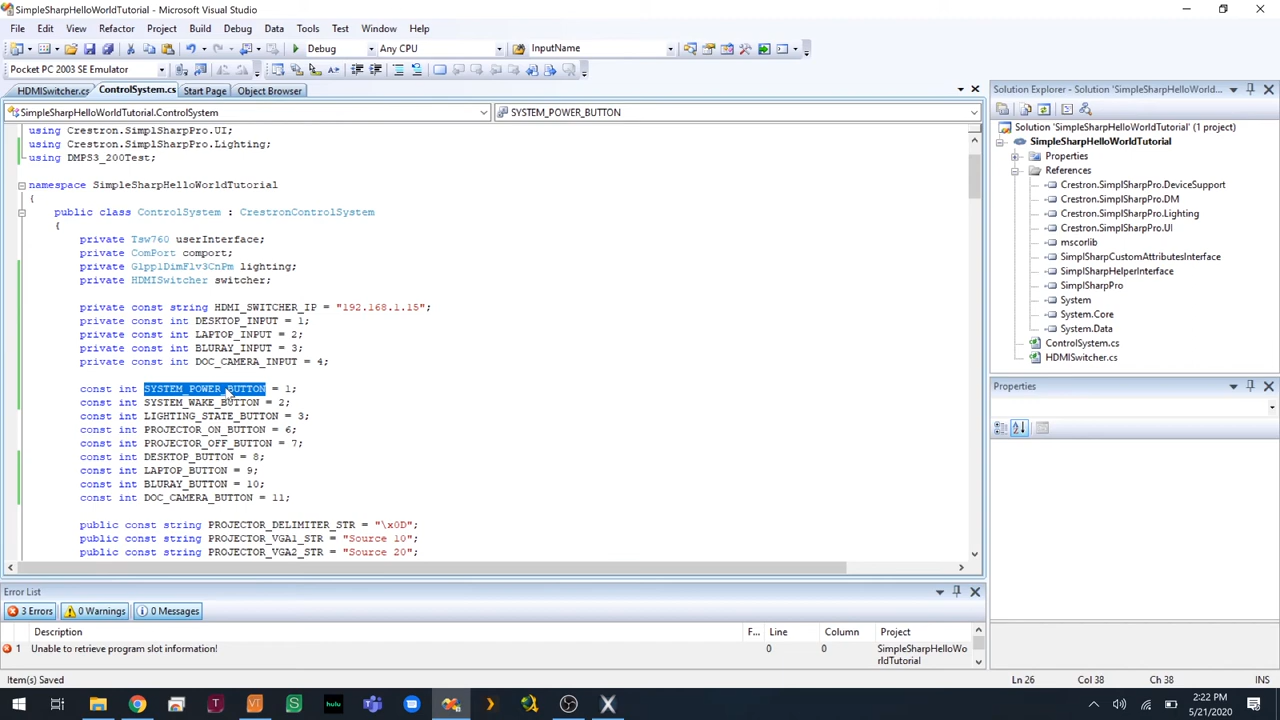 SimpleSharpHelloWorldTutorial - Microsoft Visual Studio
File Edit View Refactor Project Build Debug Data Tools Test Window Help
Debug Any CPU InputName
Pocket PC 2003 SE Emulator
HDMISwitcher.cs ControlSystem.cs Start Page Object Browser
SimpleSharpHelloWorldTutorial.ControlSystem SYSTEM_POWER_BUTTON
using Crestron.SimplSharpPro.UI;
using Crestron.SimplSharpPro.Lighting;
using DMPS3_200Test;
namespace SimpleSharpHelloWorldTutorial
{
public class ControlSystem : CrestronControlSystem
{
private Tsw760 userInterface;
private ComPort comport;
private GlpplDimFlv3CnPm lighting;
private HDMISwitcher switcher;
private const string HDMI_SWITCHER_IP = "192.168.1.15";
private const int DESKTOP_INPUT = 1;
private const int LAPTOP_INPUT = 2;
private const int BLURAY_INPUT = 3;
private const int DOC_CAMERA_INPUT = 4;
const int SYSTEM_POWER_BUTTON = 1;
const int SYSTEM_WAKE_BUTTON = 2;
const int LIGHTING_STATE_BUTTON = 3;
const int PROJECTOR_ON_BUTTON = 6;
const int PROJECTOR_OFF_BUTTON = 7;
const int DESKTOP_BUTTON = 8;
const int LAPTOP_BUTTON = 9;
const int BLURAY_BUTTON = 10;
const int DOC_CAMERA_BUTTON = 11;
public const string PROJECTOR_DELIMITER_STR = "\x0D";
public const string PROJECTOR_VGA1_STR = "Source 10";
public const string PROJECTOR_VGA2_STR = "Source 20";
Solution Explorer - Solution 'SimpleSharpHelloW...
Solution 'SimpleSharpHelloWorldTutorial' (1 project)
SimpleSharpHelloWorldTutorial
Properties
References
Crestron.SimplSharpPro.DeviceSupport
Crestron.SimplSharpPro.DM
Crestron.SimplSharpPro.Lighting
Crestron.SimplSharpPro.UI
mscorlib
SimplSharpCustomAttributesInterface
SimplSharpHelperInterface
SimplSharpPro
System
System.Core
System.Data
ControlSystem.cs
HDMISwitcher.cs
Properties
Error List
3 Errors 0 Warnings 0 Messages
Description F... Line Column Project
1 Unable to retrieve program slot information! 0 0 SimpleSharpHelloWo
rldTutorial
Item(s) Saved Ln 26 Col 38 Ch 38 INS
hulu
2:22 PM
5/21/2020